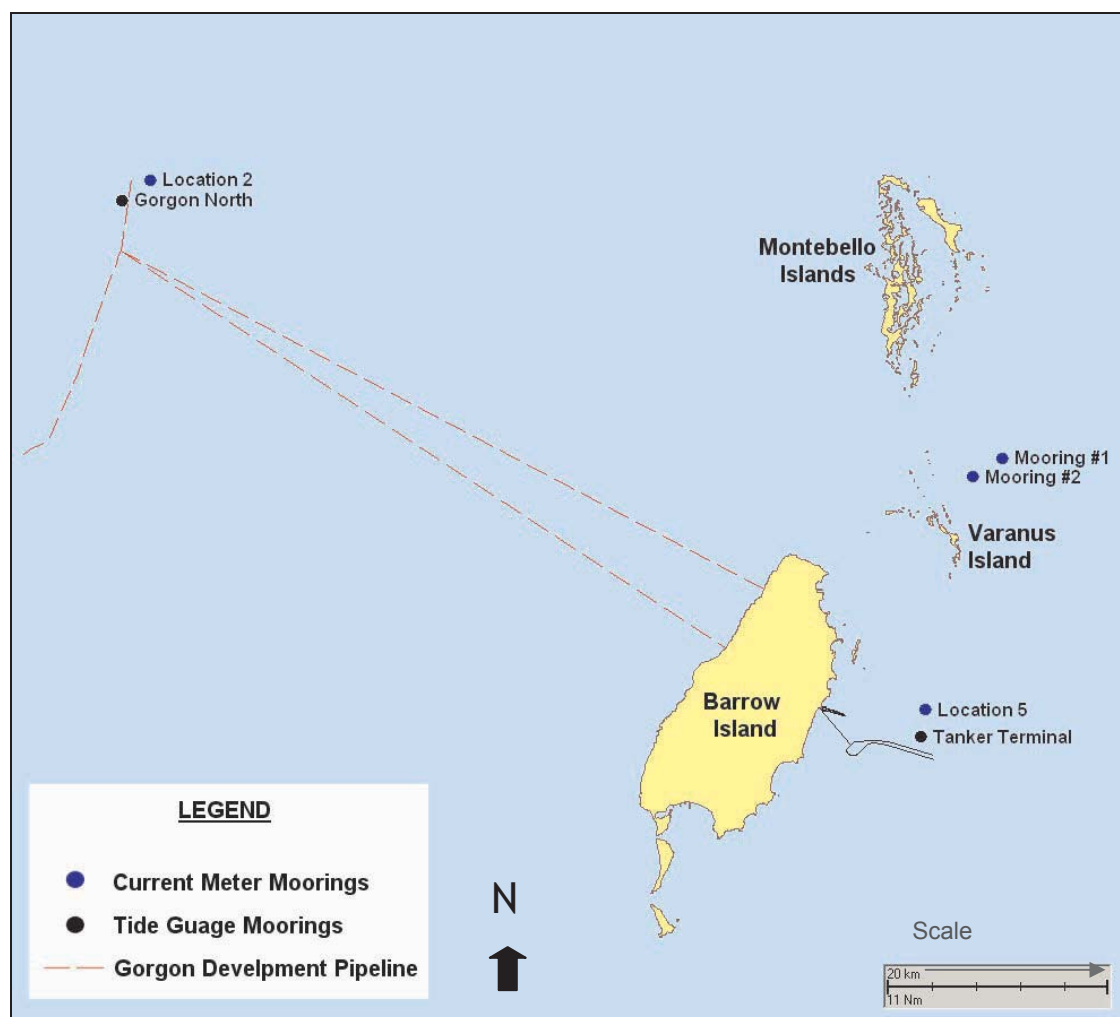 Location 2
Gorgon North
Montebello
Islands
Mooring #1
Mooring #2
Varanus
Island
Barrow
Island
Location 5
Tanker Terminal
LEGEND
Current Meter Moorings
Tide Guage Moorings
Gorgon Develpment Pipeline
N
Scale
20 km
11 Nm